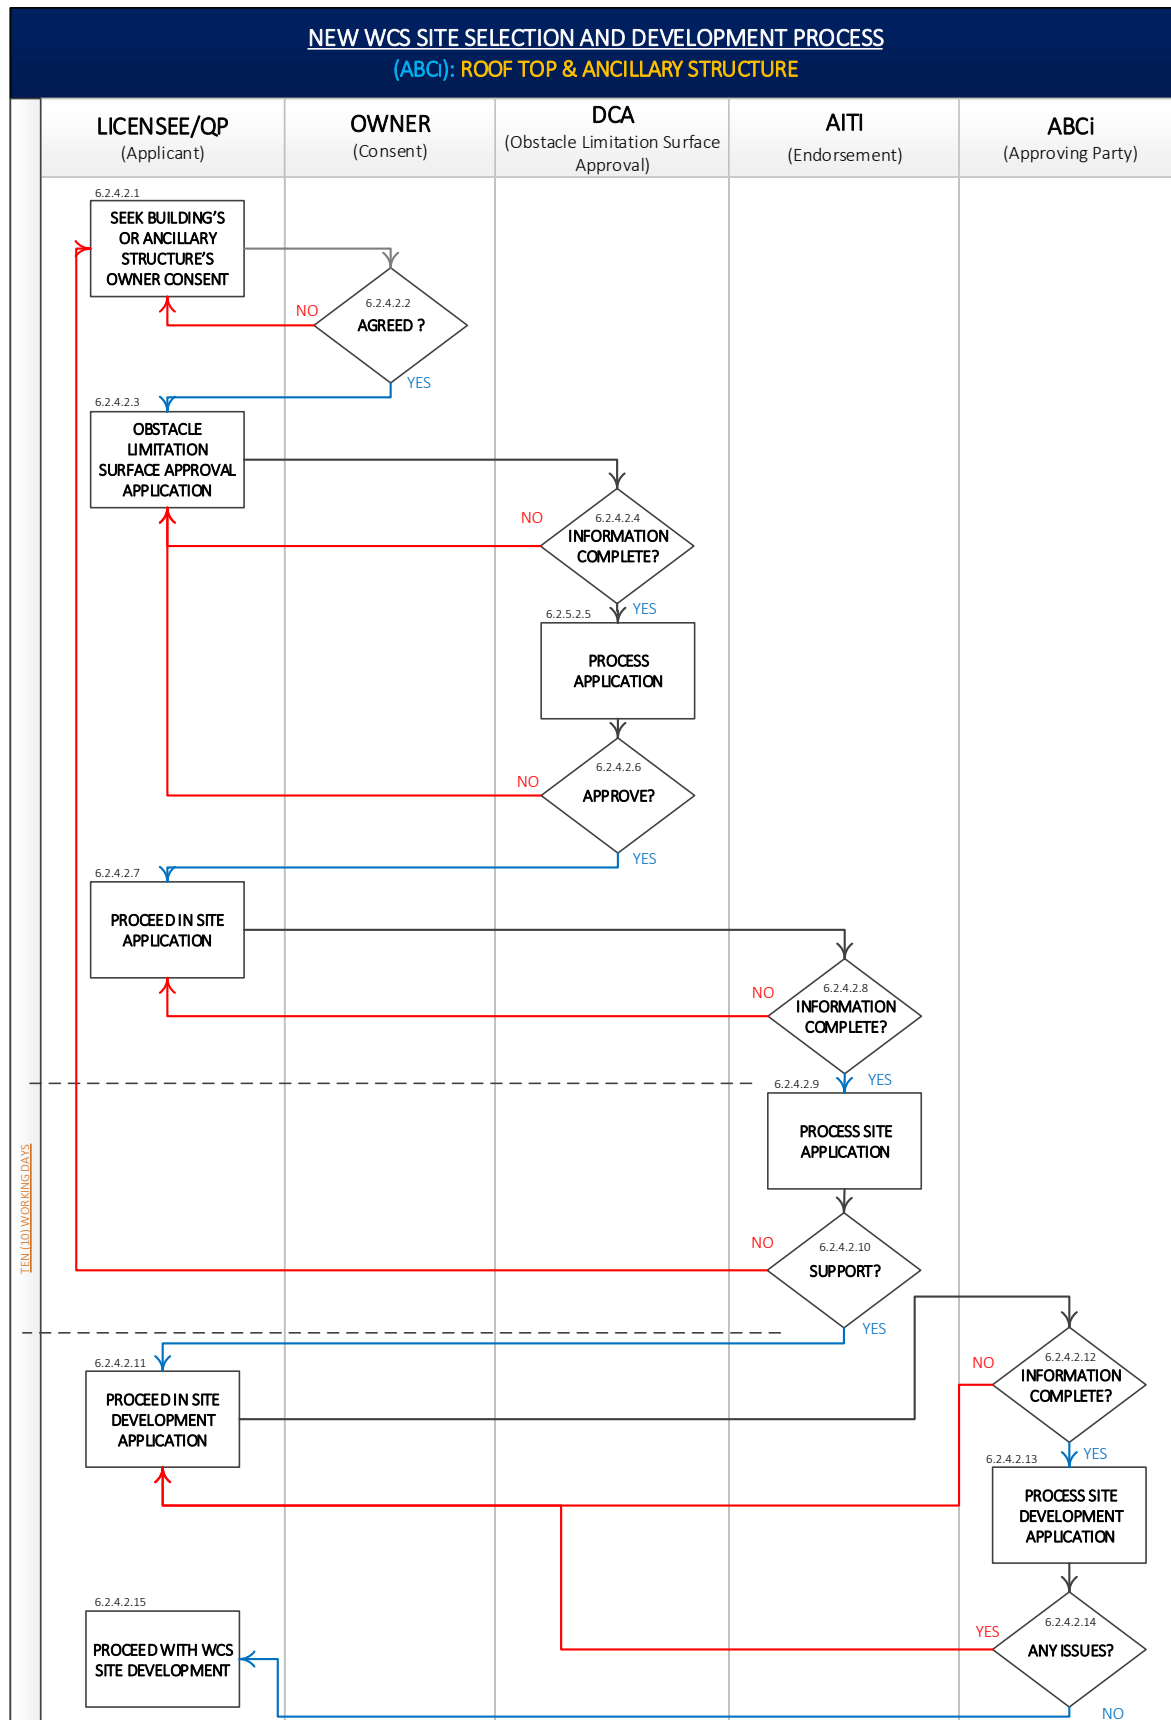 NEW WCS SITE SELECTION AND DEVELOPMENT PROCESS
(ABCi): ROOF TOP & ANCILLARY STRUCTURE
LICENSEE/QP
(Applicant)
OWNER
(Consent)
DCA
(Obstacle Limitation Surface
Approval)
AITI
(Endorsement)
ABCi
(Approving Party)
6.2.4.2.1
SEEK BUILDING'S
OR ANCILLARY
STRUCTURE'S
OWNER CONSENT
6.2.4.2.2
AGREED ?
NO
YES
6.2.4.2.3
OBSTACLE
LIMITATION
SURFACE APPROVAL
APPLICATION
NO
6.2.4.2.4
INFORMATION
COMPLETE?
YES
6.2.5.2.5
PROCESS
APPLICATION
NO
6.2.4.2.6
APPROVE?
YES
6.2.4.2.7
PROCEED IN SITE
APPLICATION
NO
6.2.4.2.8
INFORMATION
COMPLETE?
YES
6.2.4.2.9
PROCESS SITE
APPLICATION
TEN (10) WORKING DAYS
NO
6.2.4.2.10
SUPPORT?
YES
6.2.4.2.11
PROCEED IN SITE
DEVELOPMENT
APPLICATION
NO
6.2.4.2.12
INFORMATION
COMPLETE?
YES
6.2.4.2.13
PROCESS SITE
DEVELOPMENT
APPLICATION
YES
6.2.4.2.14
ANY ISSUES?
NO
6.2.4.2.15
PROCEED WITH WCS
SITE DEVELOPMENT